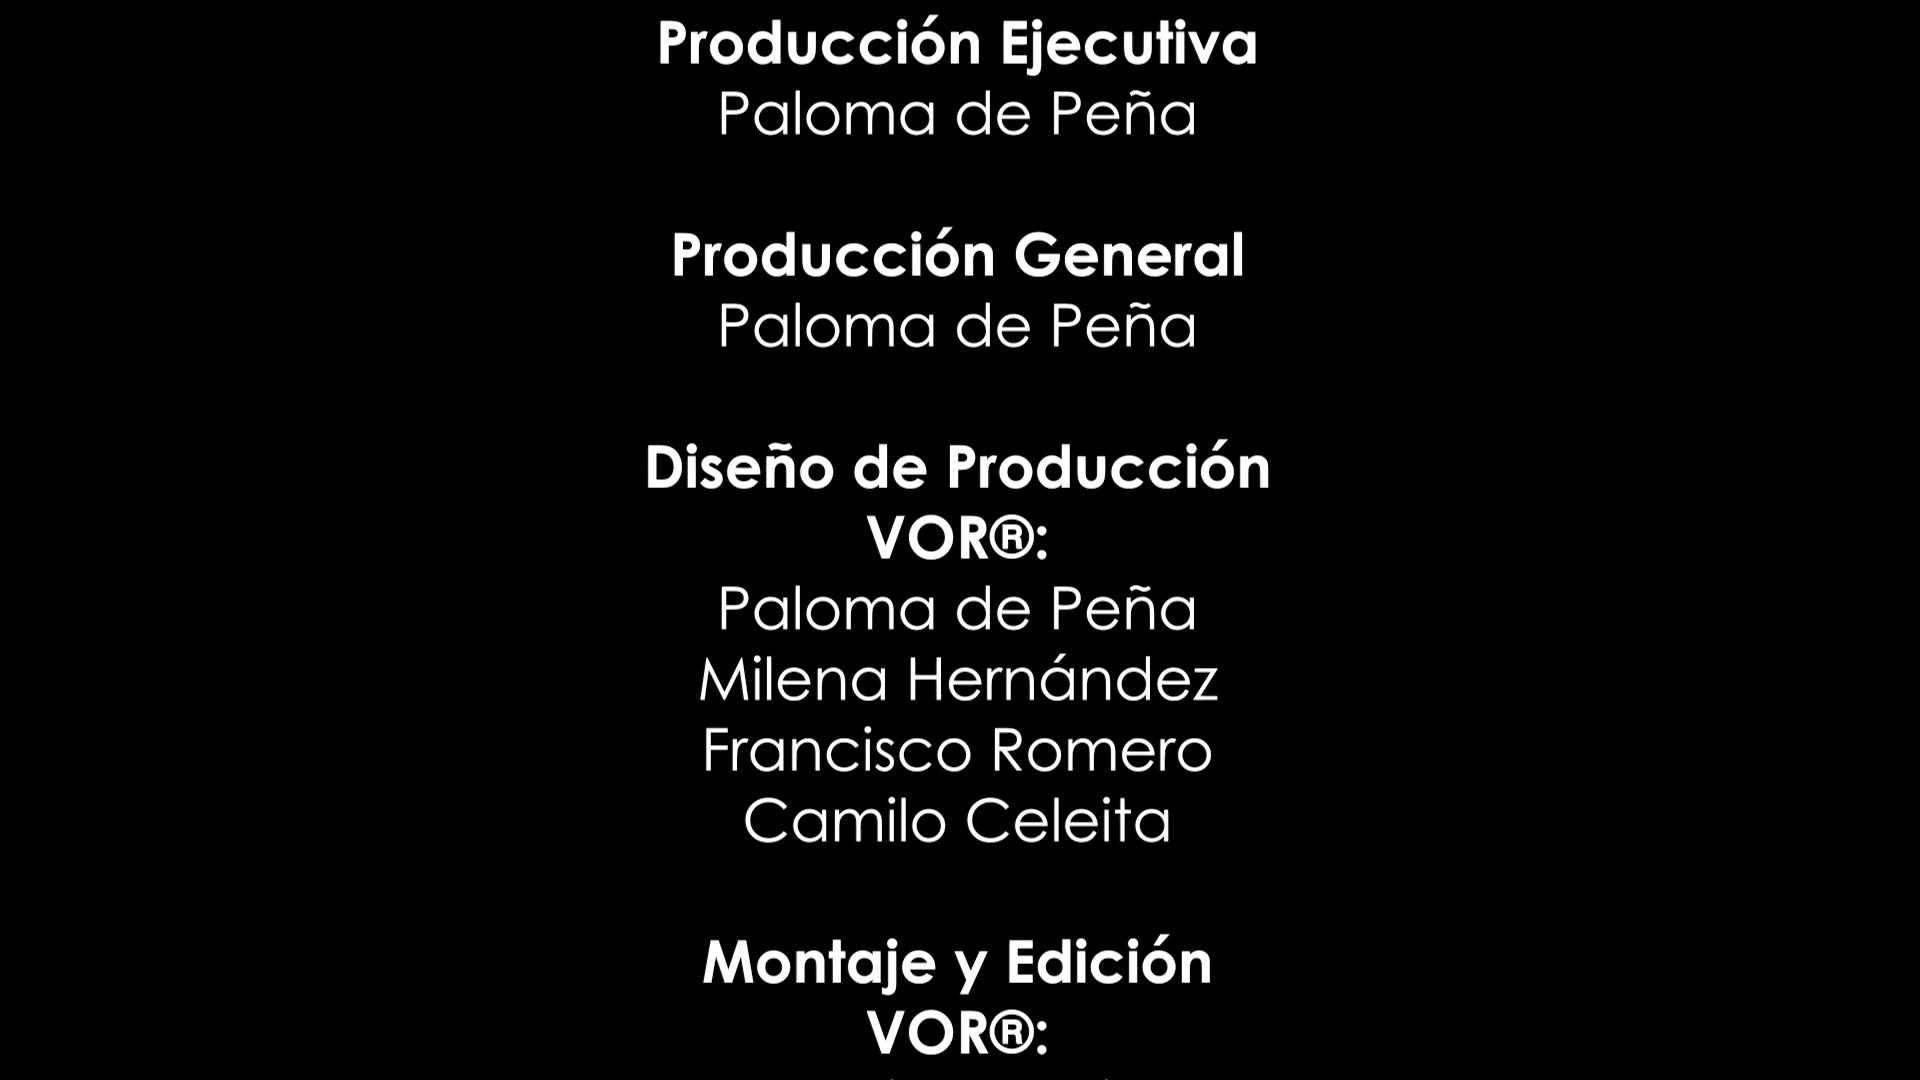 Producción Ejecutiva
Paloma de Peña
Producción General
Paloma de Peña
Diseño de Producción
VOR®:
Paloma de Peña
Milena Hernández
Francisco Romero
Camilo Celeita
Montaje y Edición
VOR®: